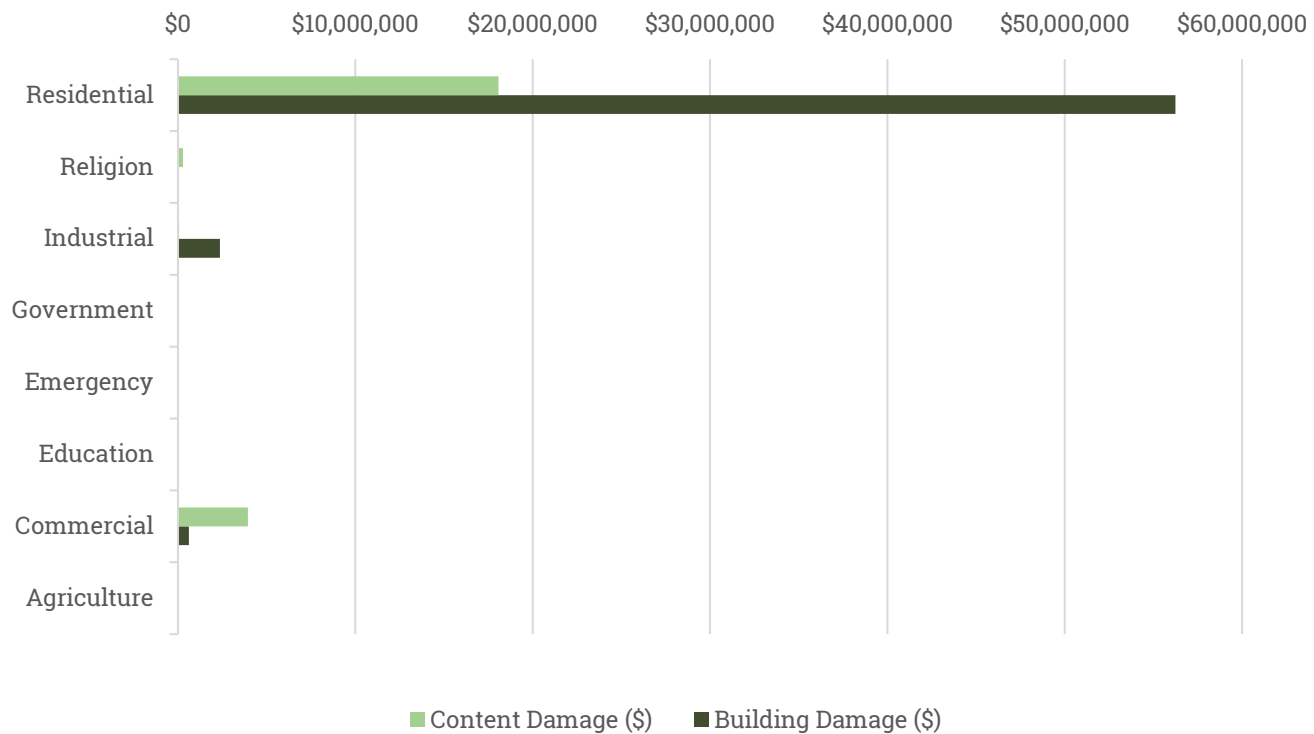 $0 $10,000,000 $20,000,000 $30,000,000 $40,000,000 $50,000,000 $60,000,000
Residential
Religion
Industrial
Government
Emergency
Education
Commercial
Agriculture
Content Damage ($) Building Damage ($)